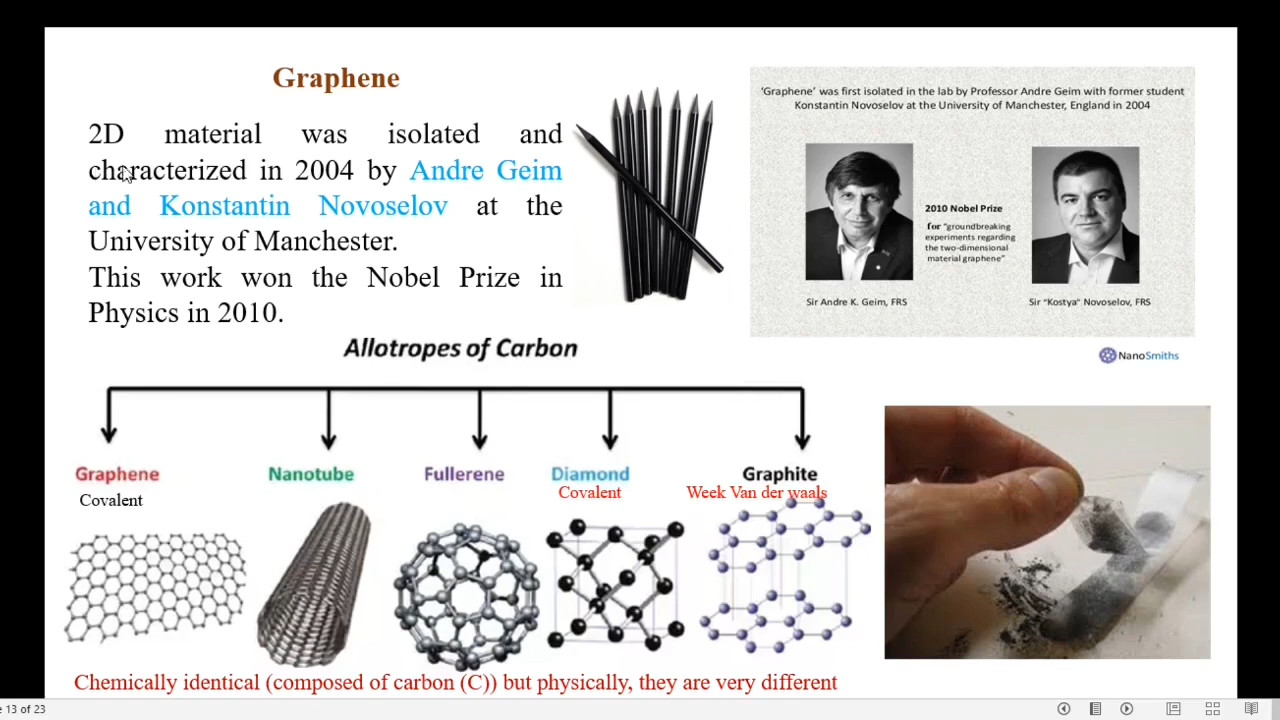 Graphene
2D material was isolated and
characterized in 2004 by Andre Geim
and Konstantin Novoselov at the
University of Manchester.
This work won the Nobel Prize in
Physics in 2010.
‘Graphene’ was first isolated in the lab by Professor Andre Geim with former student
Konstantin Novoselov at the University of Manchester, England in 2004
2010 Nobel Prize
for “groundbreaking
experiments regarding
the two-dimensional
material graphene”
Sir Andre K. Geim, FRS
Sir “Kostya” Novoselov, FRS
NanoSmiths
Allotropes of Carbon
Graphene
Nanotube
Fullerene
Diamond
Graphite
Covalent
Covalent
Week Van der waals
Chemically identical (composed of carbon (C)) but physically, they are very different
e 13 of 23